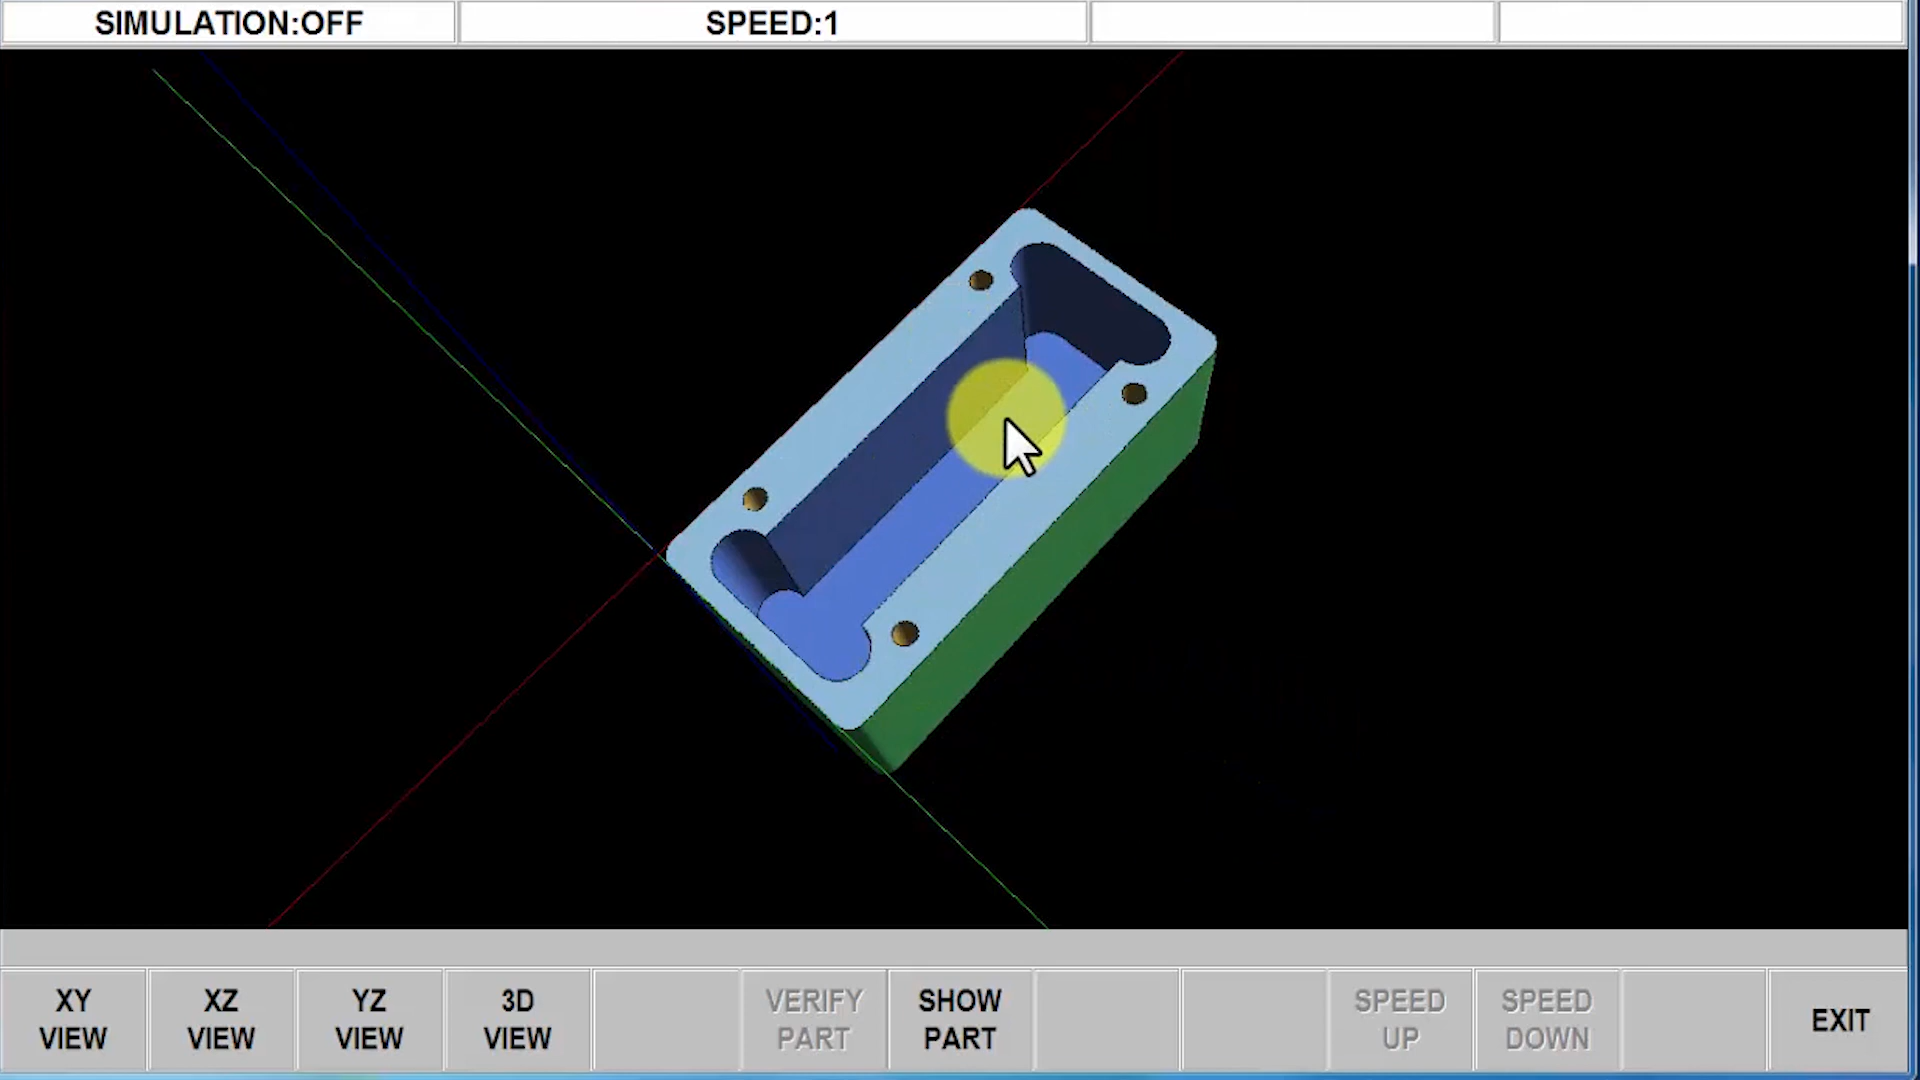 SIMULATION:OFF
SPEED:1
XY VIEW
XZ VIEW
YZ VIEW
3D VIEW
VERIFY PART
SHOW PART
SPEED UP
SPEED DOWN
EXIT